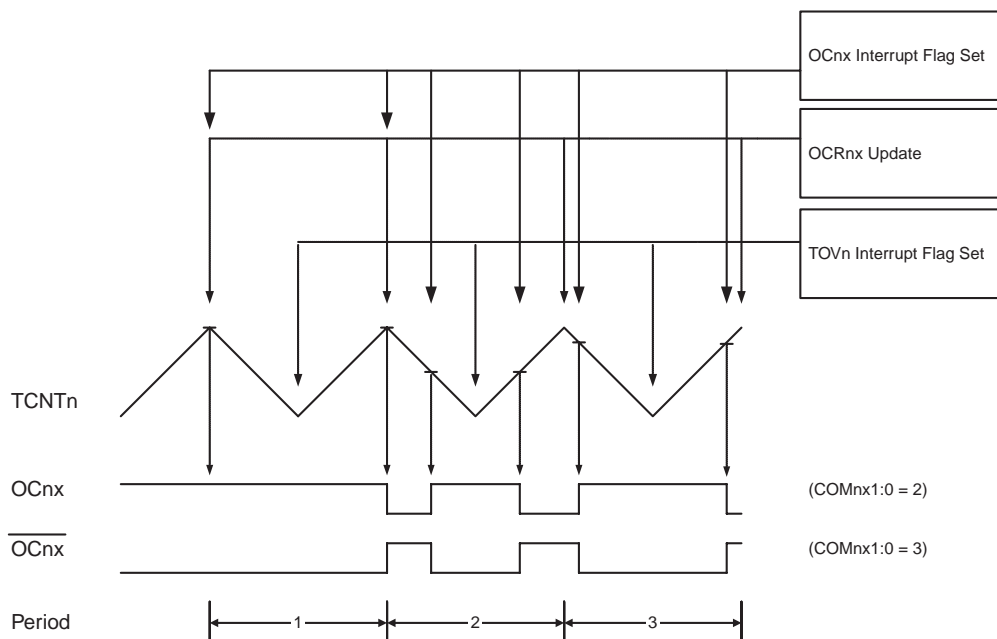 OCnx Interrupt Flag Set
OCRnx Update
TOVn Interrupt Flag Set
TCNTn
OCnx
(COMnx1:0 = 2)
OCnx
(COMnx1:0 = 3)
Period
1
2
3